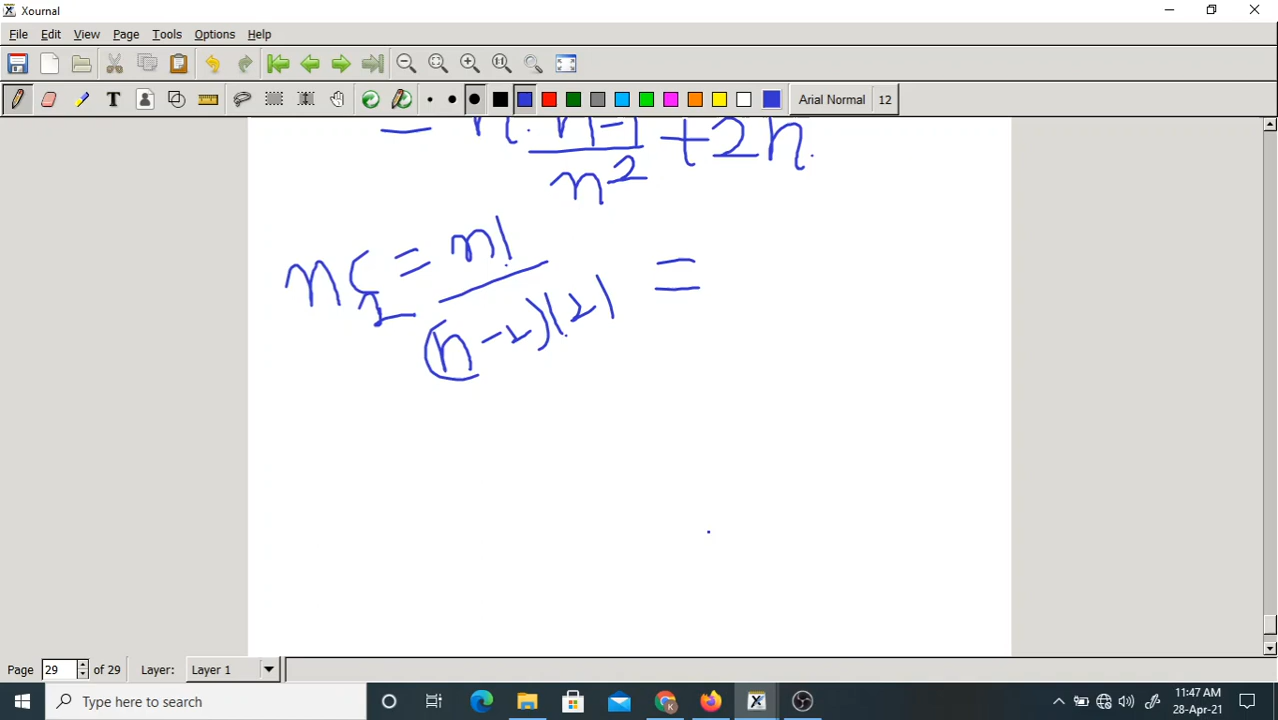 Xournal
File Edit View Page Tools Options Help
Arial Normal 12
= n. n-1 / n² + 2n.
nC₂ = n! / (n-2)! 2! =
Page 29 of 29 Layer: Layer 1
Type here to search
11:47 AM
28-Apr-21